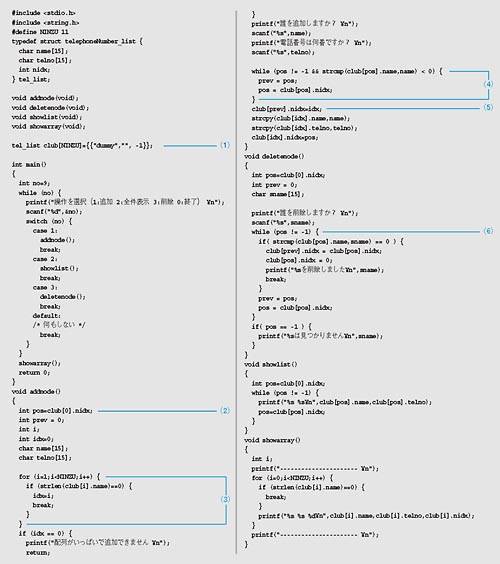 #include <stdio.h>
#include <string.h>
#define NINZU 11
typedef struct telephoneNumber_list {
char name[15];
char telno[15];
int nidx;
} tel_list;
void addnode(void);
void deletenode(void);
void showlist(void);
void showarray(void);
tel_list club[NINZU]={{"dummy","", -1}}; (1)
int main()
{
int no=9;
while (no) {
printf("操作を選択 (1:追加 2:全件表示 3:削除 0:終了) ¥n");
scanf("%d",&no);
switch (no) {
case 1:
addnode();
break;
case 2:
showlist();
break;
case 3:
deletenode();
break;
default:
/* 何もしない */
break;
}
}
showarray();
return 0;
}
void addnode()
{
int pos=club[0].nidx; (2)
int prev = 0;
int i;
int idx=0;
char name[15];
char telno[15];
for (i=1;i<NINZU;i++) {
if (strlen(club[i].name)==0) {
idx=i; (3)
break;
}
}
if (idx == 0) {
printf("配列がいっぱいで追加できません ¥n");
return;
}
printf("誰を追加しますか? ¥n");
scanf("%s",name);
printf("電話番号は何番ですか? ¥n");
scanf("%s",telno);
while (pos != -1 && strcmp(club[pos].name,name) < 0) {
prev = pos; (4)
pos = club[pos].nidx;
}
club[prev].nidx=idx; (5)
strcpy(club[idx].name,name);
strcpy(club[idx].telno,telno);
club[idx].nidx=pos;
}
void deletenode()
{
int pos=club[0].nidx;
int prev = 0;
char sname[15];
printf("誰を削除しますか? ¥n");
scanf("%s",sname);
while (pos != -1) { (6)
if( strcmp(club[pos].name,sname) == 0 ) {
club[prev].nidx = club[pos].nidx;
club[pos].nidx = 0;
printf("%sを削除しました¥n",sname);
break;
}
prev = pos;
pos = club[pos].nidx;
}
if( pos == -1 ) {
printf("%sは見つかりません¥n",sname);
}
}
void showlist()
{
int pos=club[0].nidx;
while (pos != -1) {
printf("%s %s¥n",club[pos].name,club[pos].telno);
pos=club[pos].nidx;
}
}
void showarray()
{
int i;
printf("---------------------- ¥n");
for (i=0;i<NINZU;i++) {
if (strlen(club[i].name)==0) {
break;
}
printf("%s %s %d¥n",club[i].name,club[i].telno,club[i].nidx);
}
printf("---------------------- ¥n");
}